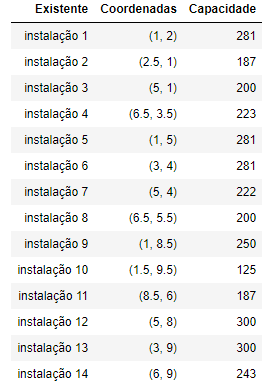 Existente Coordenadas Capacidade
instalação 1 (1, 2) 281
instalação 2 (2.5, 1) 187
instalação 3 (5, 1) 200
instalação 4 (6.5, 3.5) 223
instalação 5 (1, 5) 281
instalação 6 (3, 4) 281
instalação 7 (5, 4) 222
instalação 8 (6.5, 5.5) 200
instalação 9 (1, 8.5) 250
instalação 10 (1.5, 9.5) 125
instalação 11 (8.5, 6) 187
instalação 12 (5, 8) 300
instalação 13 (3, 9) 300
instalação 14 (6, 9) 243